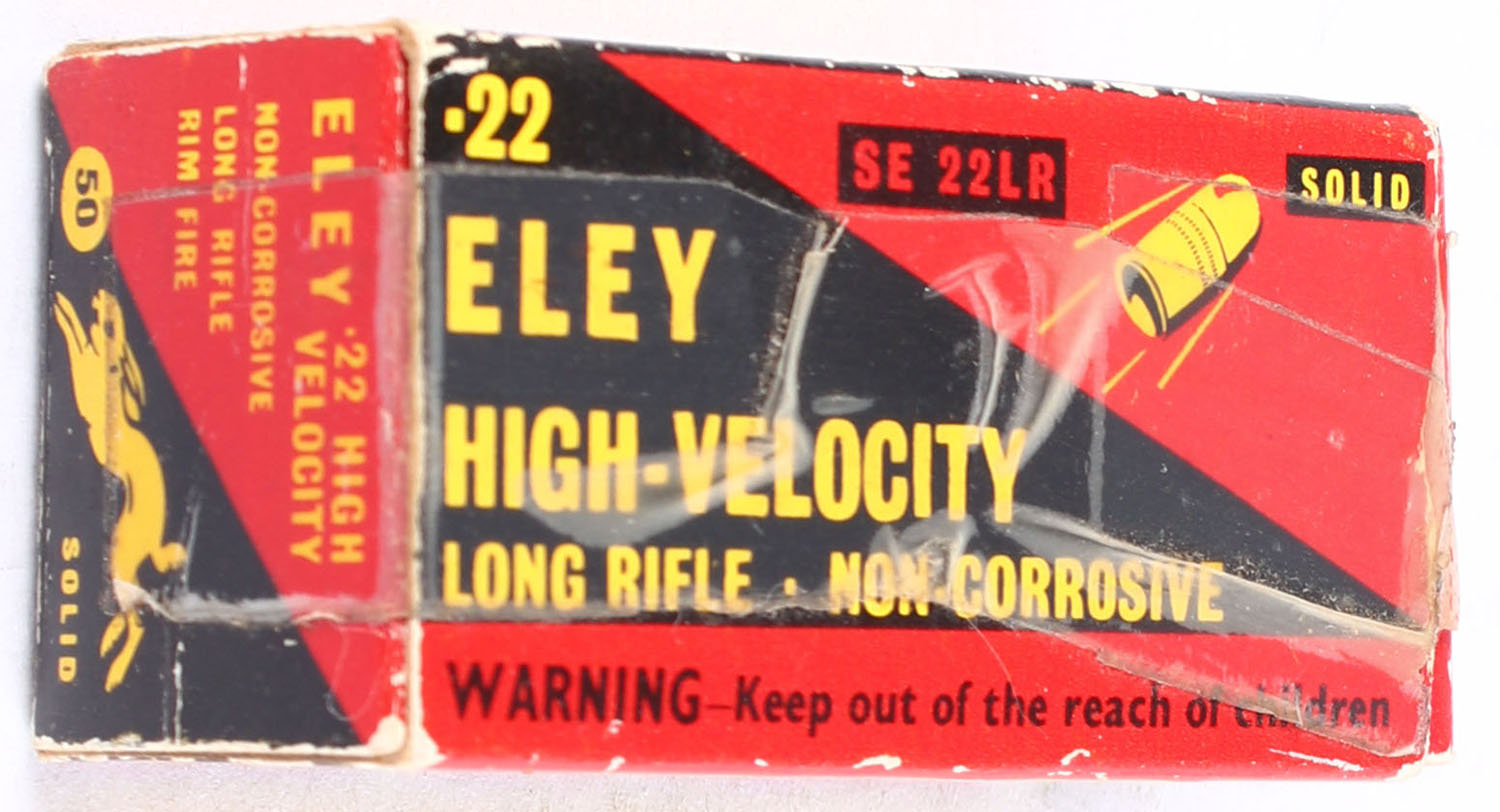 .22
SE 22LR
SOLID
ELEY
HIGH-VELOCITY
LONG RIFLE · NON-CORROSIVE
WARNING–Keep out of the reach of children
ELEY .22 HIGH
VELOCITY
NON-CORROSIVE
LONG RIFLE
RIM FIRE
50
SOLID